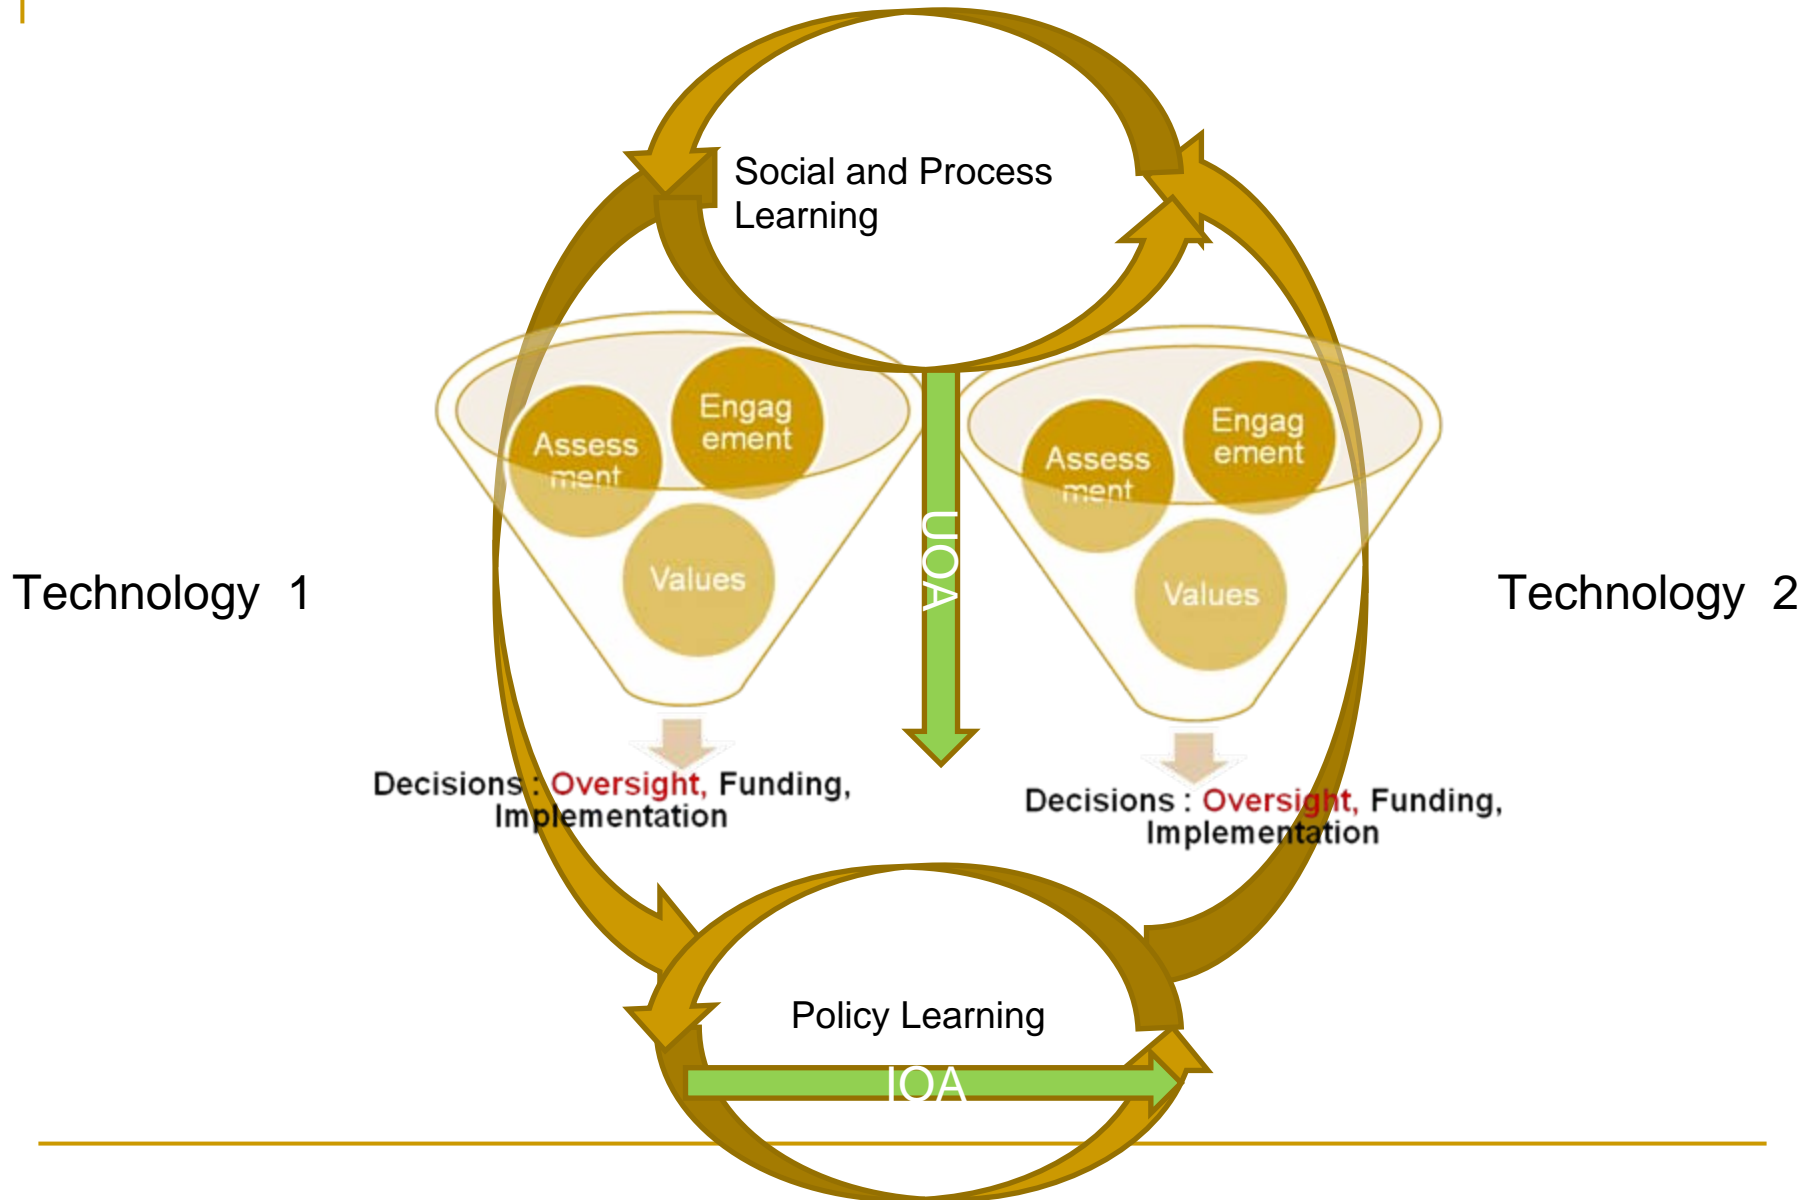 Social and Process
Learning
Engag
ement
Assess
ment
Values
Engag
ement
Assess
ment
Values
UOA
Technology 1
Technology 2
Decisions : Oversight, Funding,
Implementation
Decisions : Oversight, Funding,
Implementation
Policy Learning
IOA